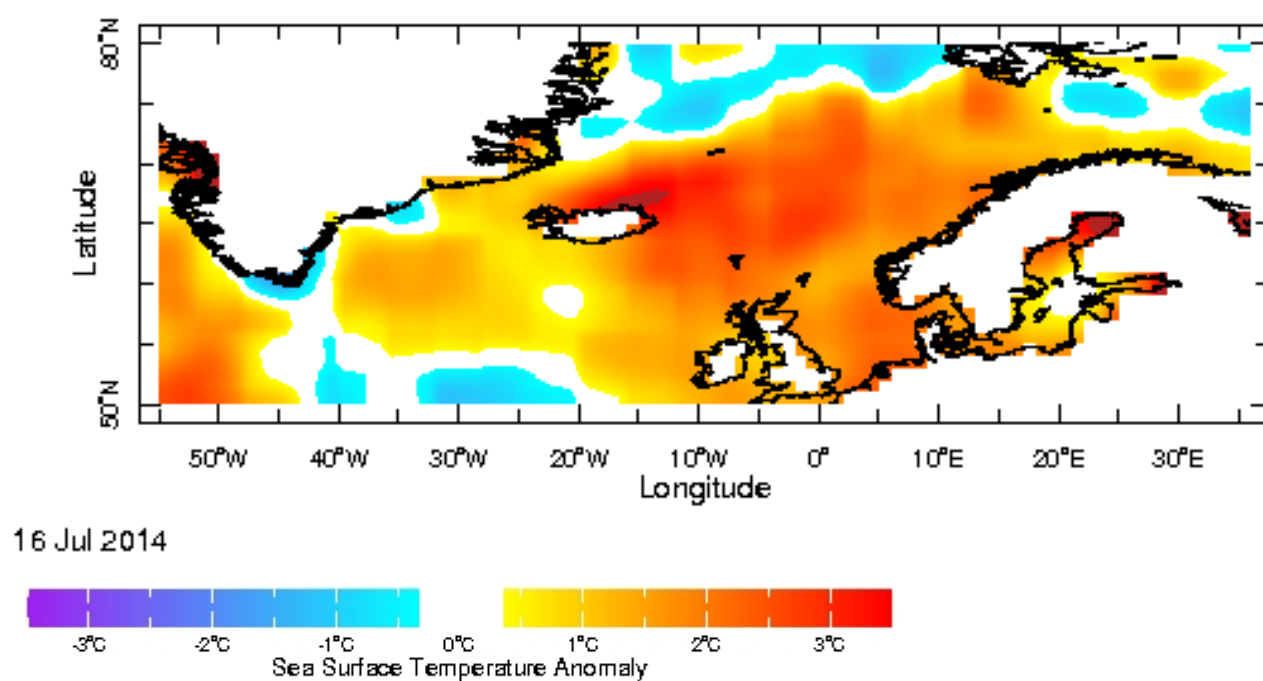 80°N
Latitude
50°N
50°W 40°W 30°W 20°W 10°W 0° 10°E 20°E 30°E
Longitude
16 Jul 2014
-3°C -2°C -1°C 0°C 1°C 2°C 3°C
Sea Surface Temperature Anomaly